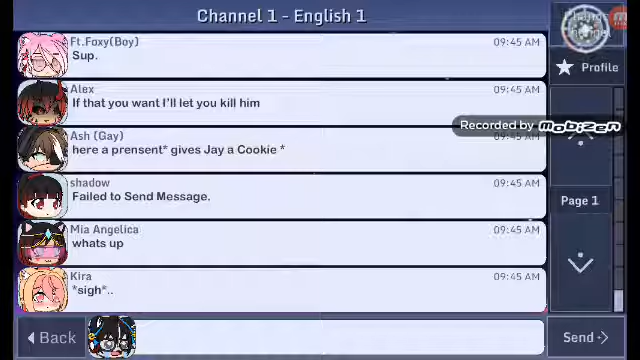 Channel 1 - English 1
Ft.Foxy(Boy) 09:45 AM
Sup.
Profile
Alex 09:45 AM
If that you want I'll let you kill him
Recorded by MOBIZEN
Ash (Gay) 09:45 AM
here a prensent* gives Jay a Cookie *
shadow 09:45 AM
Failed to Send Message.
Page 1
Mia Angelica 09:45 AM
whats up
Kira 09:45 AM
*sigh*..
Back
Send